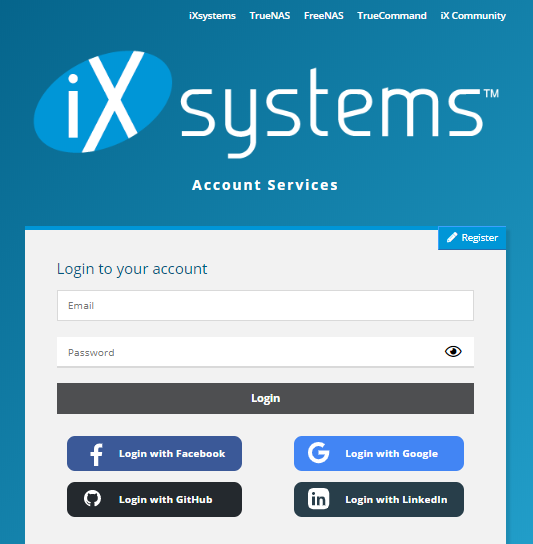 iXsystems TrueNAS FreeNAS TrueCommand iX Community
iX systems™
Account Services
Register
Login to your account
Email
Password
Login
Login with Facebook Login with Google
Login with GitHub Login with LinkedIn